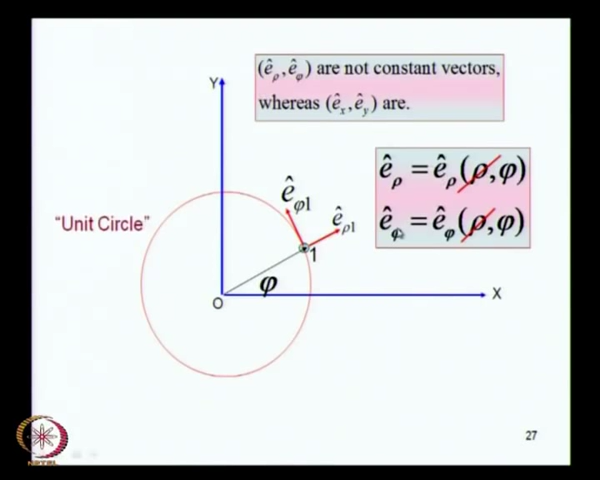 (ê_ρ, ê_φ) are not constant vectors,
whereas (ê_x, ê_y) are.
Y
ê_ρ = ê_ρ(ρ, φ)
ê_φ = ê_φ(ρ, φ)
ê_φ1
ê_ρ1
"Unit Circle"
1
φ
O
X
27
NPTEL